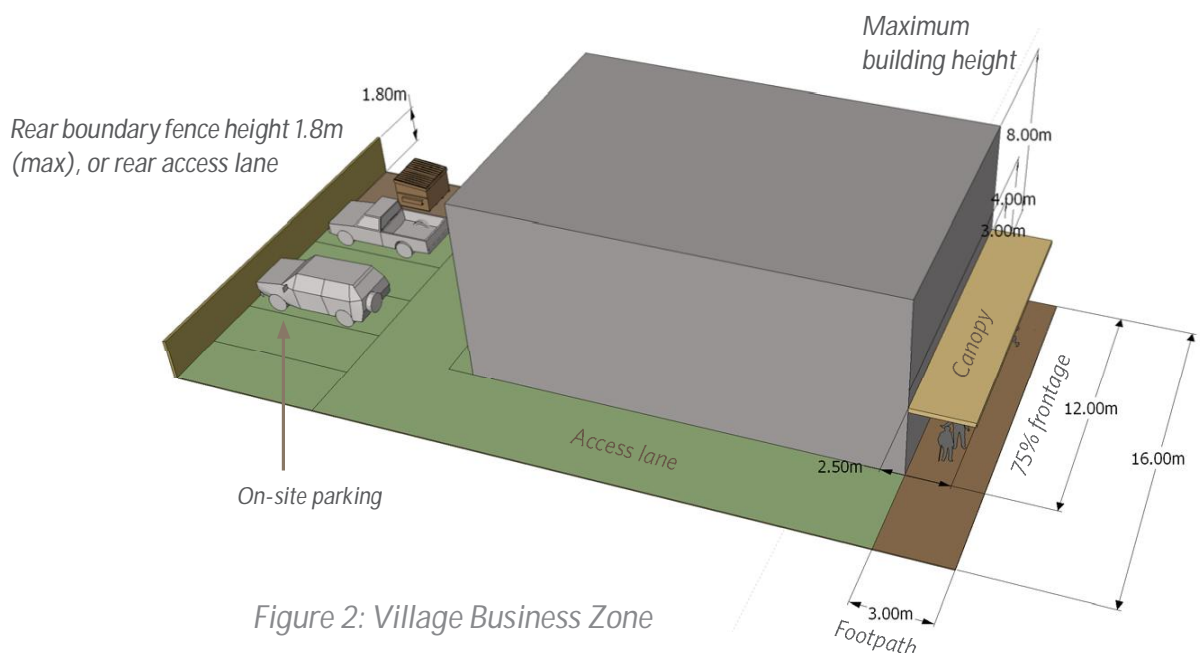 Maximum
building height
1.80m
Rear boundary fence height 1.8m
(max), or rear access lane
8.00m
4.00m
3.00m
Canopy
75% frontage
12.00m
16.00m
Access lane
2.50m
On-site parking
3.00m
Footpath
Figure 2: Village Business Zone